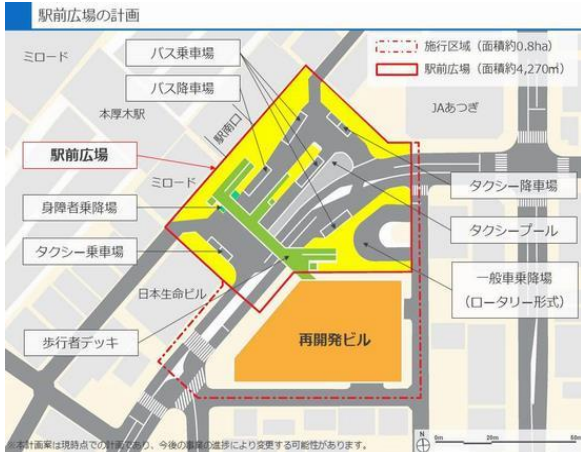 駅前広場の計画
ミロード
バス乗車場
バス降車場
施行区域（面積約0.8ha）
駅前広場（面積約4,270㎡）
本厚木駅
駅南口
JAあつぎ
駅前広場
ミロード
タクシー降車場
身障者乗降場
タクシープール
タクシー乗車場
一般車乗降場
（ロータリー形式）
日本生命ビル
歩行者デッキ
再開発ビル
※本計画案は現時点での計画であり、今後の事業の進捗により変更する可能性があります。
N
0m 20m 50m